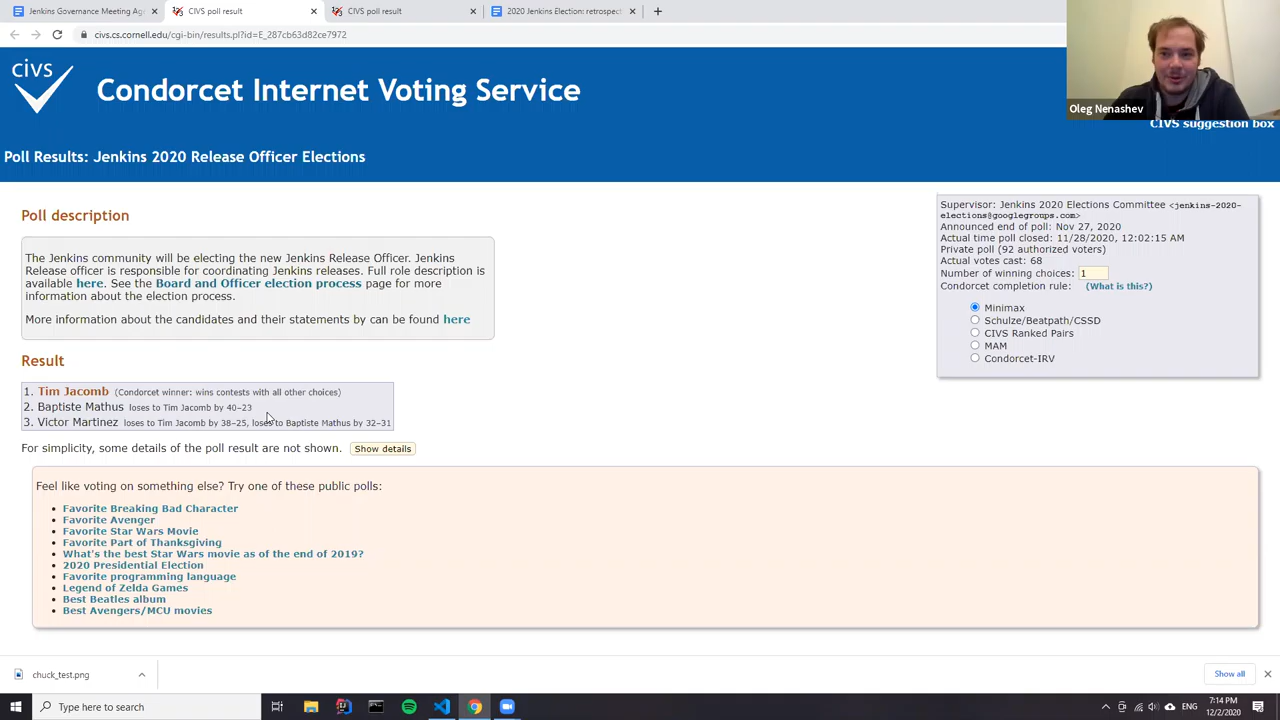 Jenkins Governance Meeting Age
CIVS poll result
CIVS poll result
2020 Jenkins Election: retrospect
civs.cs.cornell.edu/cgi-bin/results.pl?id=E_287cb63d82ce7972
civs
Condorcet Internet Voting Service
Oleg Nenashev
CIVS suggestion box
Poll Results: Jenkins 2020 Release Officer Elections
Poll description
The Jenkins community will be electing the new Jenkins Release Officer. Jenkins
Release officer is responsible for coordinating Jenkins releases. Full role description is
available here. See the Board and Officer election process page for more
information about the election process.
More information about the candidates and their statements by can be found here
Supervisor: Jenkins 2020 Elections Committee <jenkins-2020-
elections@googlegroups.com>
Announced end of poll: Nov 27, 2020
Actual time poll closed: 11/28/2020, 12:02:15 AM
Private poll (92 authorized voters)
Actual votes cast: 68
Number of winning choices: 1
Condorcet completion rule: (What is this?)
Minimax
Schulze/Beatpath/CSSD
CIVS Ranked Pairs
MAM
Condorcet-IRV
Result
1. Tim Jacomb (Condorcet winner: wins contests with all other choices)
2. Baptiste Mathus loses to Tim Jacomb by 40–23
3. Victor Martinez loses to Tim Jacomb by 38–25, loses to Baptiste Mathus by 32–31
For simplicity, some details of the poll result are not shown. Show details
Feel like voting on something else? Try one of these public polls:
Favorite Breaking Bad Character
Favorite Avenger
Favorite Star Wars Movie
Favorite Part of Thanksgiving
What's the best Star Wars movie as of the end of 2019?
2020 Presidential Election
Favorite programming language
Legend of Zelda Games
Best Beatles album
Best Avengers/MCU movies
chuck_test.png
Show all
Type here to search
ENG
7:14 PM
12/2/2020